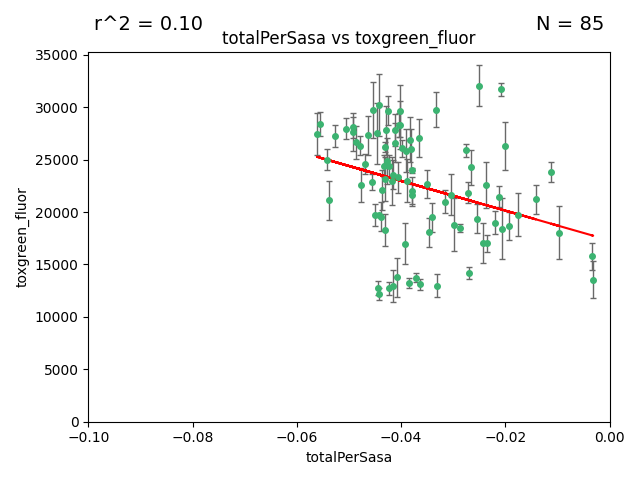 r^2 = 0.10
N = 85
totalPerSasa vs toxgreen_fluor
35000
30000
25000
20000
15000
10000
5000
0
toxgreen_fluor
−0.10
−0.08
−0.06
−0.04
−0.02
0.00
totalPerSasa